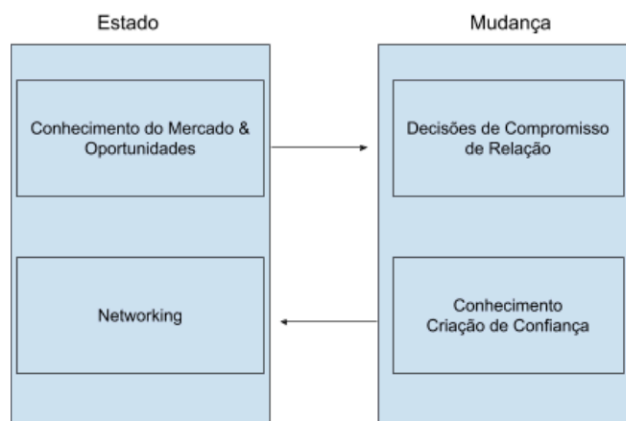 Estado
Mudança
Conhecimento do Mercado &
Oportunidades
Decisões de Compromisso
de Relação
Networking
Conhecimento
Criação de Confiança